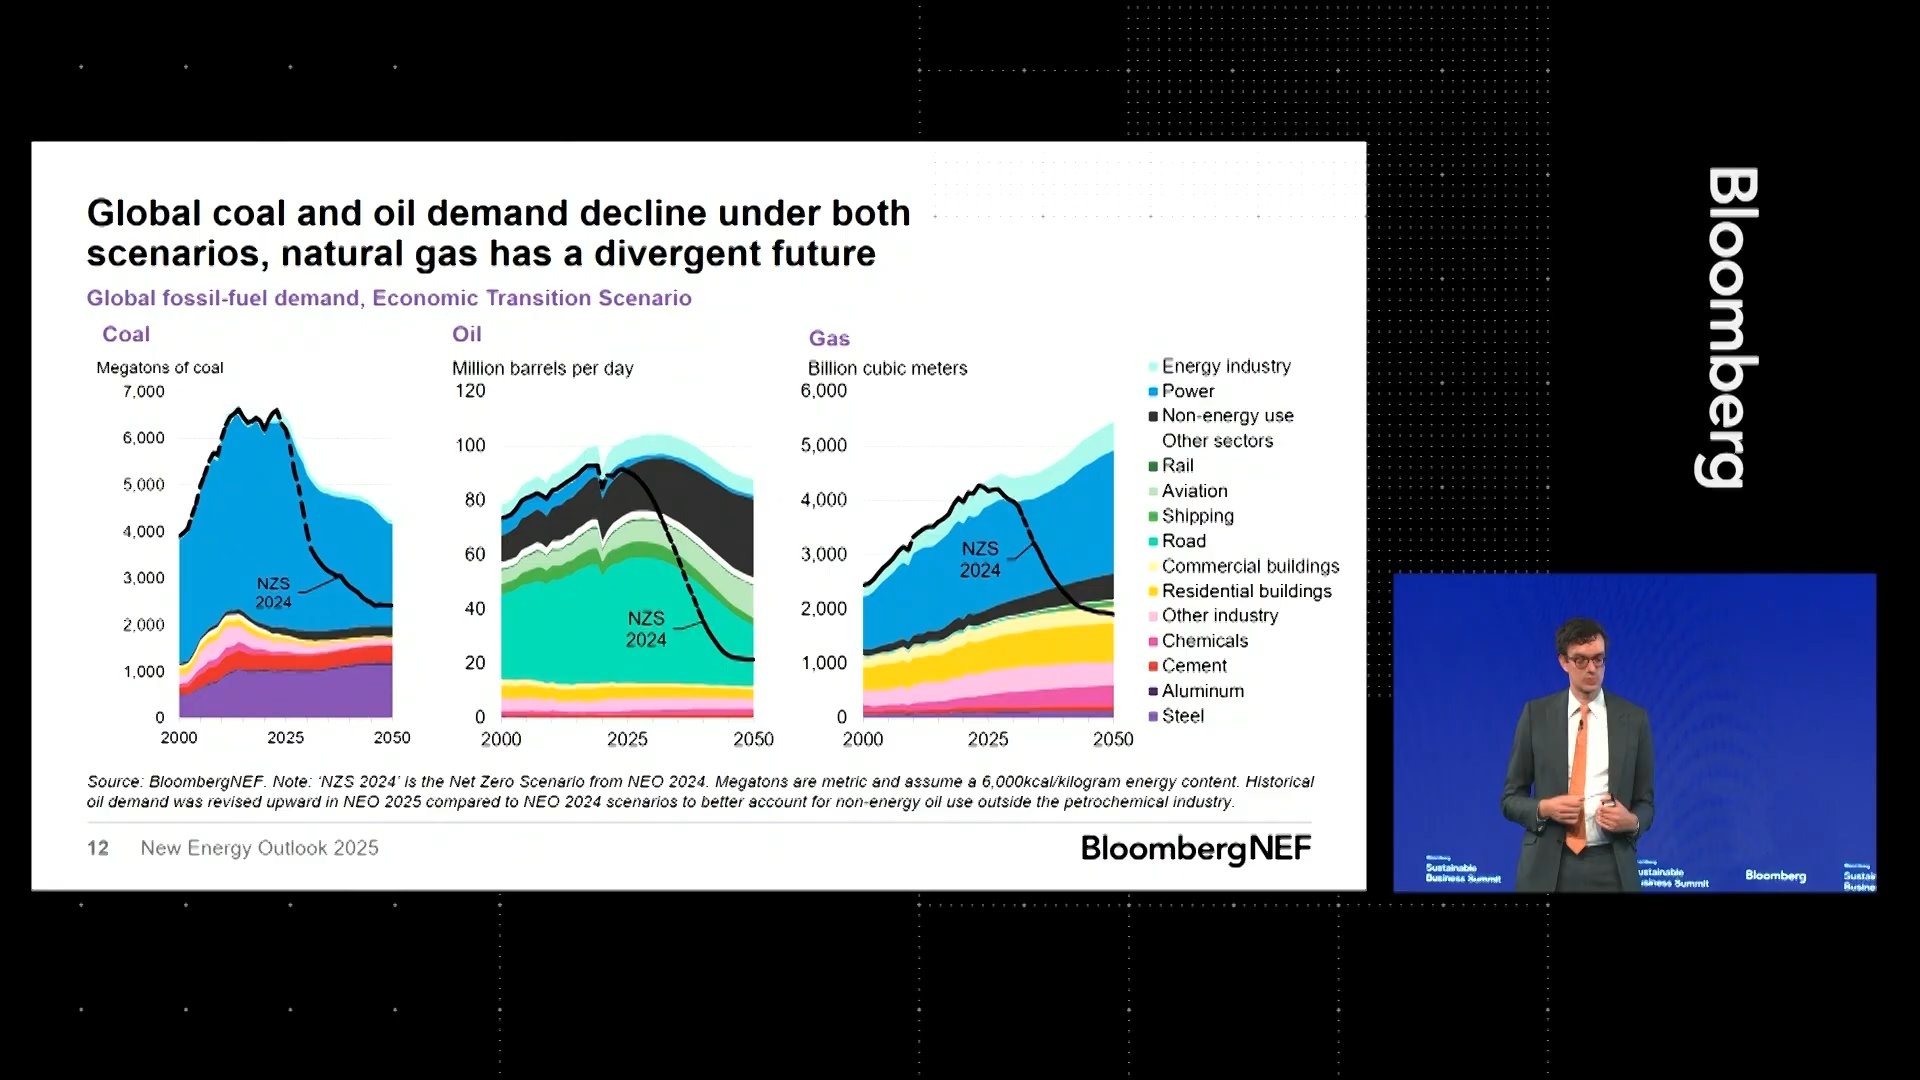 Global coal and oil demand decline under both
scenarios, natural gas has a divergent future
Global fossil-fuel demand, Economic Transition Scenario
Coal
Megatons of coal
7,000
6,000
5,000
4,000
3,000
2,000
1,000
0
NZS
2024
2000 2025 2050
Oil
Million barrels per day
120
100
80
60
40
20
0
NZS
2024
2000 2025 2050
Gas
Billion cubic meters
6,000
5,000
4,000
3,000
2,000
1,000
0
NZS
2024
2000 2025 2050
Energy industry
Power
Non-energy use
Other sectors
Rail
Aviation
Shipping
Road
Commercial buildings
Residential buildings
Other industry
Chemicals
Cement
Aluminum
Steel
Source: BloombergNEF. Note: ‘NZS 2024’ is the Net Zero Scenario from NEO 2024. Megatons are metric and assume a 6,000kcal/kilogram energy content. Historical
oil demand was revised upward in NEO 2025 compared to NEO 2024 scenarios to better account for non-energy oil use outside the petrochemical industry.
12 New Energy Outlook 2025
BloombergNEF
Bloomberg
Sustainable
Business Summit
ustainable
usiness Summit
Bloomberg
Sustai
Busine